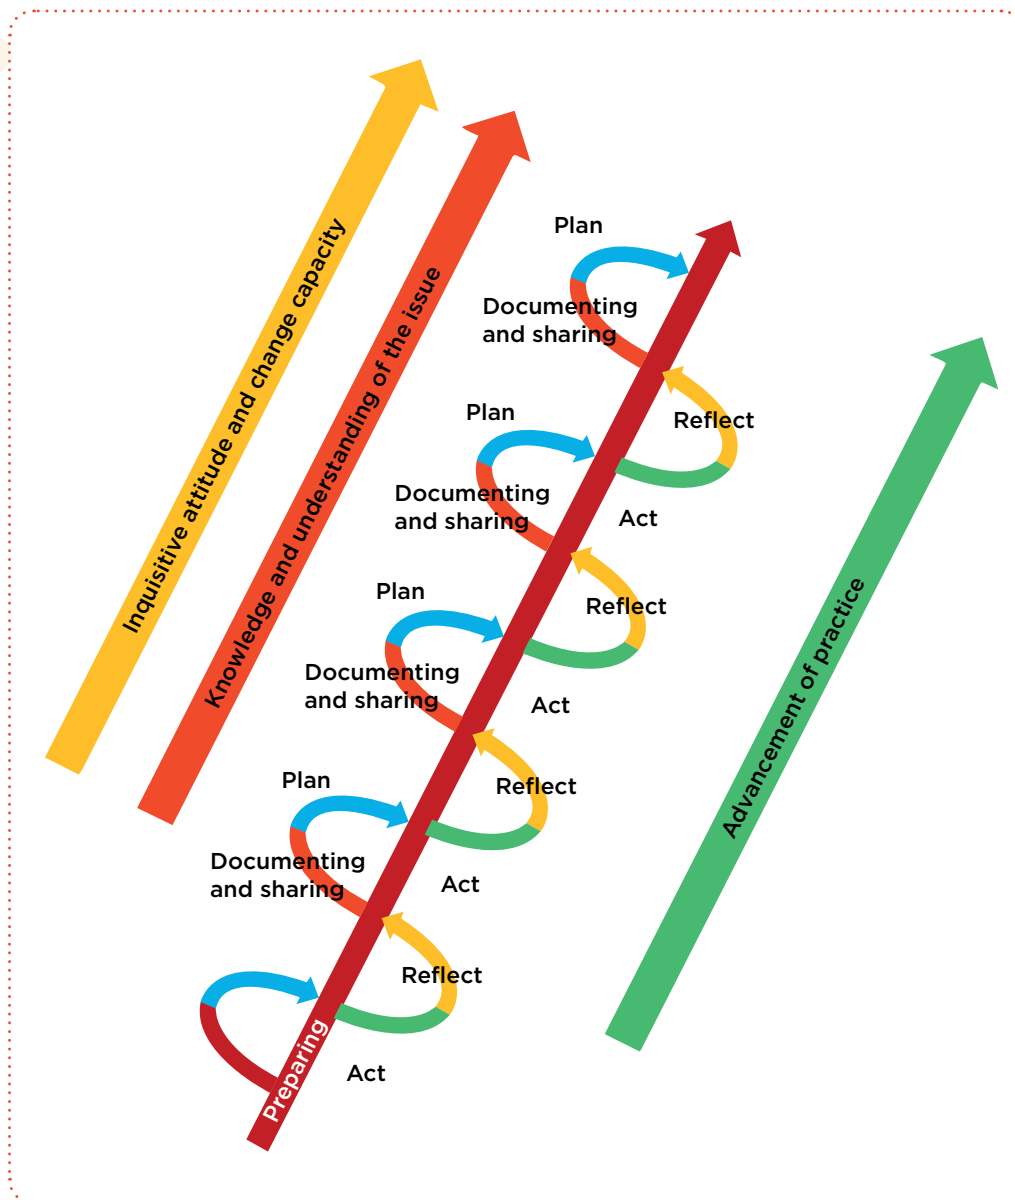 Inquisitive attitude and change capacity
Knowledge and understanding of the issue
Plan
Documenting
and sharing
Reflect
Plan
Documenting
and sharing
Act
Reflect
Plan
Documenting
and sharing
Act
Reflect
Plan
Documenting
and sharing
Act
Reflect
Preparing
Act
Advancement of practice